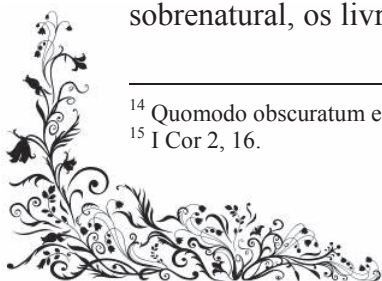 sobrenatural, os livr
14 Quomodo obscuratum e
15 I Cor 2, 16.